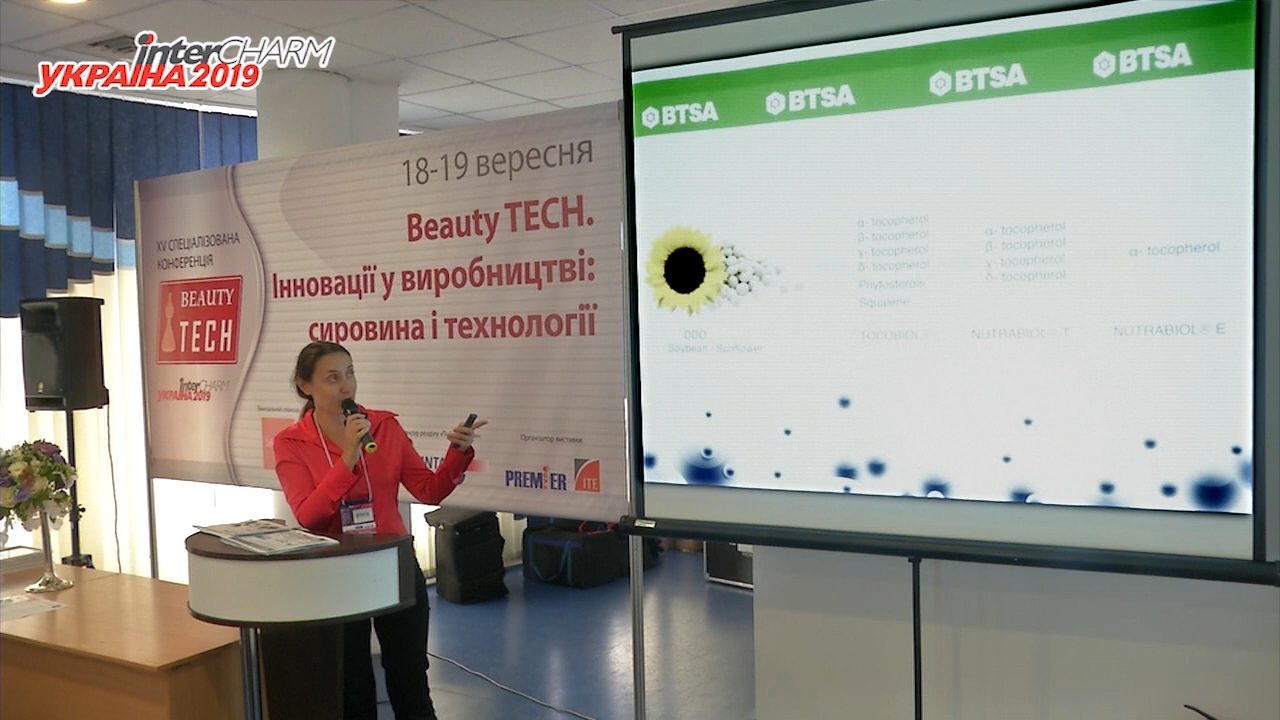 interCHARM
УКРАЇНА 2019
18-19 вересня
Beauty TECH.
Інновації у виробництві:
сировина і технології
XV СПЕЦІАЛІЗОВАНА
КОНФЕРЕНЦІЯ
BEAUTY
TECH
interCHARM
УКРАЇНА 2019
Організатор виставки:
PREMIER
ITE
BTSA BTSA BTSA BTSA
α- tocopherol
β- tocopherol
γ- tocopherol
δ- tocopherol
Phytosterols
Squalene
α- tocopherol
β- tocopherol
γ- tocopherol
δ- tocopherol
α- tocopherol
DDO
Soybean / Sunflower
TOCOBIOL®
NUTRABIOL® T
NUTRABIOL® E